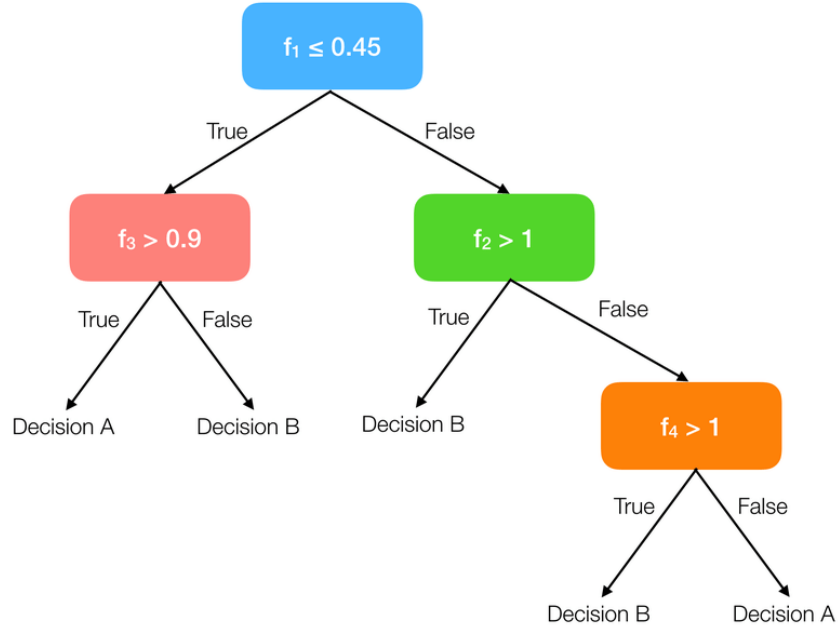 f₁ ≤ 0.45
True
False
f₃ > 0.9
f₂ > 1
True
False
True
False
Decision A
Decision B
Decision B
f₄ > 1
True
False
Decision B
Decision A